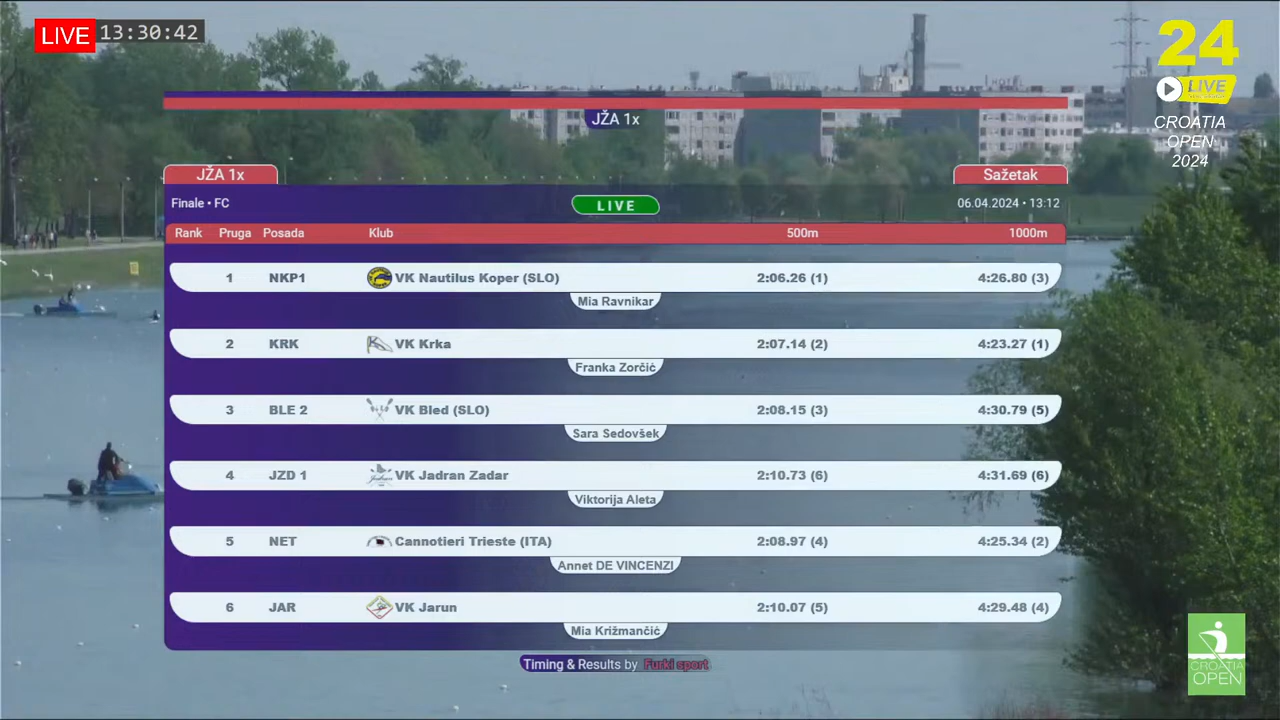 LIVE 13:30:42
24
LIVE
CROATIA
OPEN
2024
JŽA 1x
JŽA 1x Sažetak
Finale • FC LIVE 06.04.2024 • 13:12
Rank Pruga Posada Klub 500m 1000m
1 NKP1 VK Nautilus Koper (SLO) 2:06.26 (1) 4:26.80 (3)
Mia Ravnikar
2 KRK VK Krka 2:07.14 (2) 4:23.27 (1)
Franka Zorčić
3 BLE 2 VK Bled (SLO) 2:08.15 (3) 4:30.79 (5)
Sara Sedovšek
4 JZD 1 VK Jadran Zadar 2:10.73 (6) 4:31.69 (6)
Viktorija Aleta
5 NET Cannotieri Trieste (ITA) 2:08.97 (4) 4:25.34 (2)
Annet DE VINCENZI
6 JAR VK Jarun 2:10.07 (5) 4:29.48 (4)
Mia Križmančić
Timing & Results by Furki sport
CROATIA
OPEN